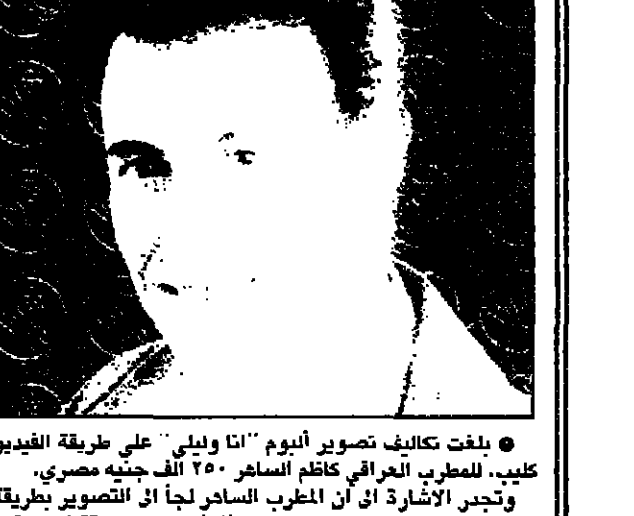 ● بلغت تكاليف تصوير ألبوم "انا وليلى" على طريقة الفيديو
كليب، للمطرب العراقي كاظم الساهر ٢٥٠ الف جنيه مصري.
وتجدر الاشارة الى ان المطرب الساهر لجأ الى التصوير بطريقة